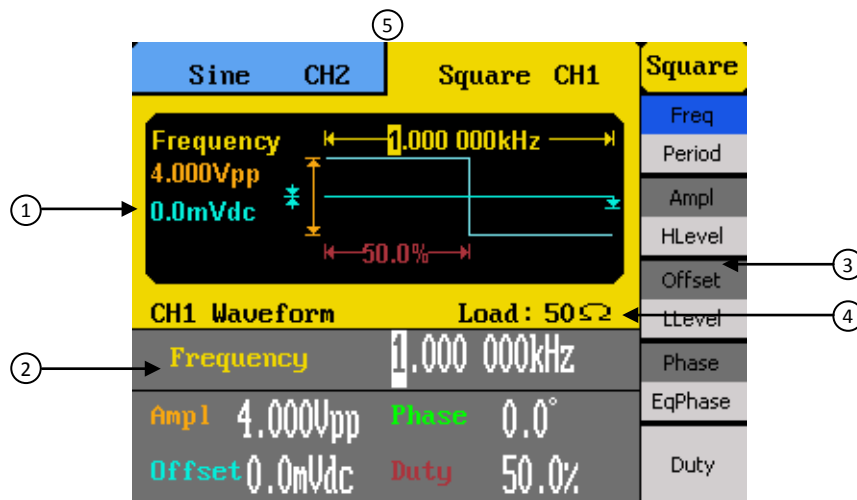 5
Sine CH2 Square CH1 Square
Frequency 1.000 000kHz
4.000Vpp
0.0mVdc
50.0%
CH1 Waveform Load: 50Ω
Frequency 1.000 000kHz
Ampl 4.000Vpp Phase 0.0°
Offset 0.0mVdc Duty 50.0%
Freq
Period
Ampl
HLevel
Offset
LLevel
Phase
EqPhase
Duty
1
2
3
4